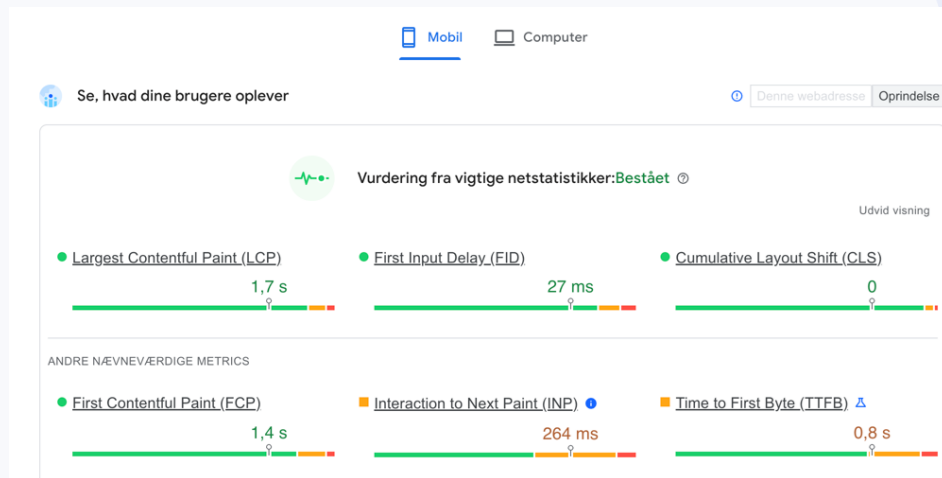 Mobil
Computer
Se, hvad dine brugere oplever
Denne webadresse
Oprindelse
Vurdering fra vigtige netstatistikker:Bestået
Udvid visning
Largest Contentful Paint (LCP)
First Input Delay (FID)
Cumulative Layout Shift (CLS)
1,7 s
27 ms
0
ANDRE NÆVNEVÆRDIGE METRICS
First Contentful Paint (FCP)
Interaction to Next Paint (INP)
Time to First Byte (TTFB)
1,4 s
264 ms
0,8 s